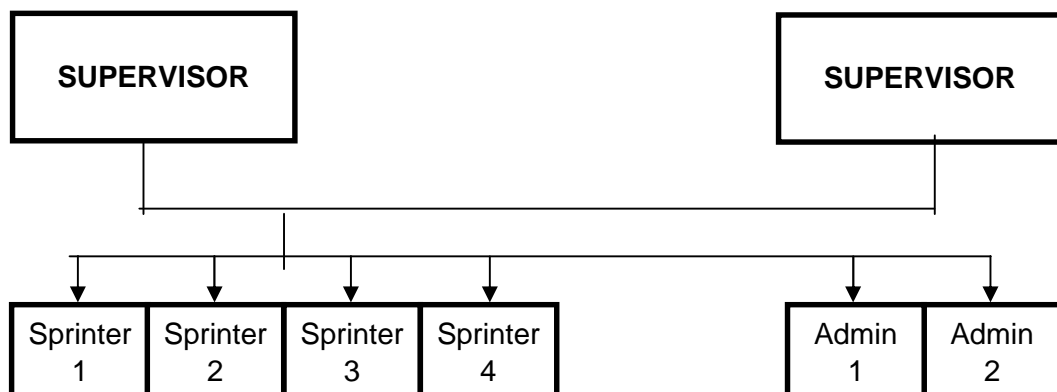 SUPERVISOR
SUPERVISOR
Sprinter
1
Sprinter
2
Sprinter
3
Sprinter
4
Admin
1
Admin
2